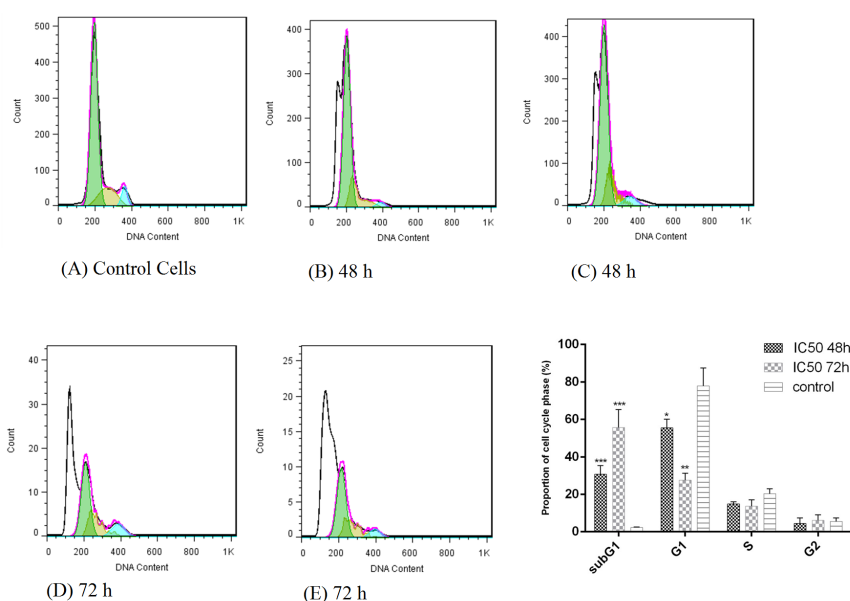 500
400
300
200
100
0
Count
0 200 400 600 800 1K
DNA Content
(A) Control Cells
400
300
200
100
0
Count
0 200 400 600 800 1K
DNA Content
(B) 48 h
400
300
200
100
0
Count
0 200 400 600 800 1K
DNA Content
(C) 48 h
40
30
20
10
0
Count
0 200 400 600 800 1K
DNA Content
(D) 72 h
25
20
15
10
5
0
Count
0 200 400 600 800 1K
DNA Content
(E) 72 h
100
80
60
40
20
0
Proportion of cell cycle phase (%)
IC50 48h
IC50 72h
control
***
***
*
**
subG1
G1
S
G2